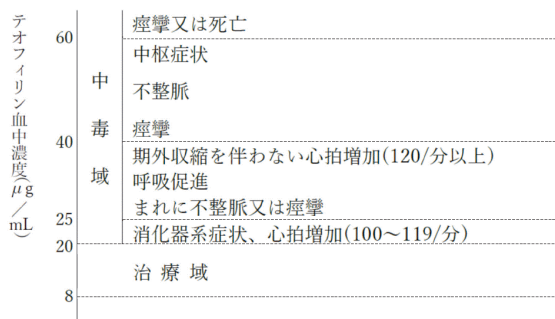 テオフィリン血中濃度(μg/mL)
60
40
25
20
8
中毒域
痙攣又は死亡
中枢症状
不整脈
痙攣
期外収縮を伴わない心拍増加(120/分以上)
呼吸促進
まれに不整脈又は痙攣
消化器系症状、心拍増加(100〜119/分)
治療域